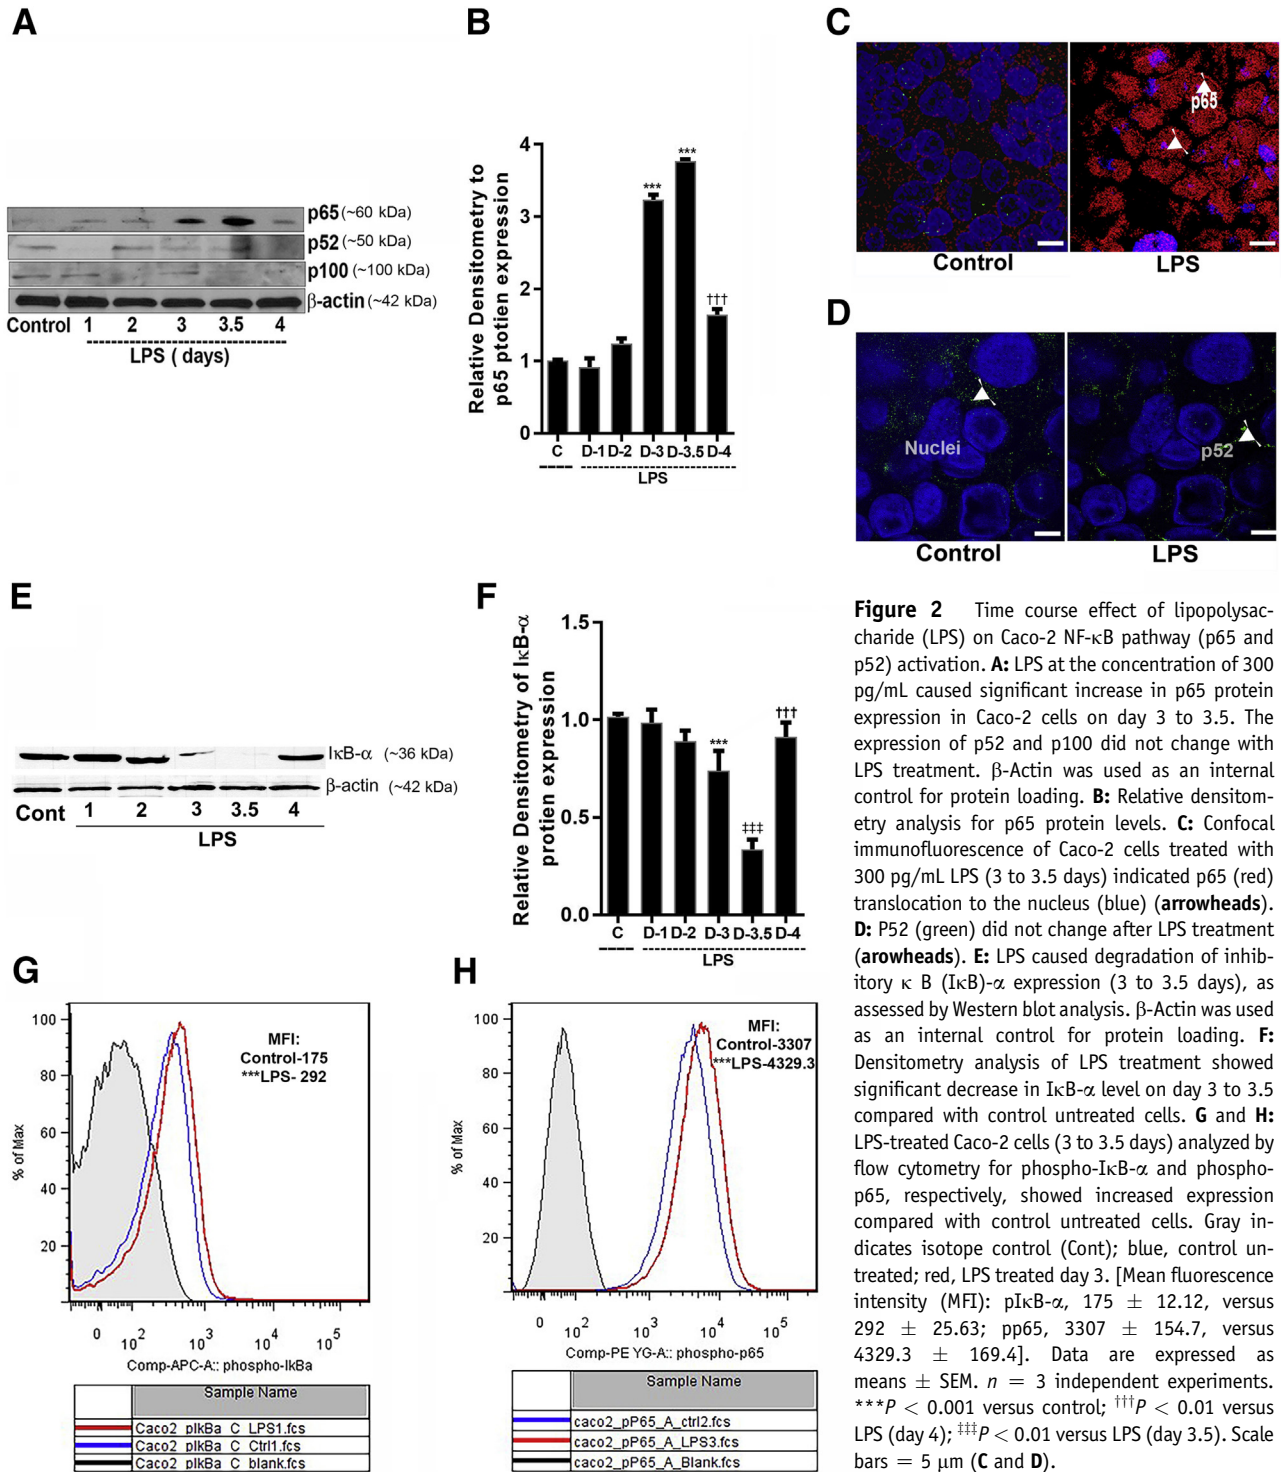 A
p65 (~60 kDa)
p52 (~50 kDa)
p100 (~100 kDa)
β-actin (~42 kDa)
Control 1 2 3 3.5 4
LPS ( days)
B
Relative Densitometry to
p65 ptotien expression
4
3
2
1
0
***
***
†††
C D-1 D-2 D-3 D-3.5 D-4
LPS
C
p65
Control LPS
D
Nuclei
p52
Control LPS
E
IκB-α (~36 kDa)
β-actin (~42 kDa)
Cont 1 2 3 3.5 4
LPS
F
Relative Densitometry of IκB-α
protien expression
1.5
1.0
0.5
0.0
***
‡‡‡
†††
C D-1 D-2 D-3 D-3.5 D-4
LPS
G
% of Max
100
80
60
40
20
MFI:
Control-175
***LPS- 292
0 10² 10³ 10⁴ 10⁵
Comp-APC-A:: phospho-IkBa
Sample Name
Caco2_pIkBa_C_LPS1.fcs
Caco2_pIkBa_C_Ctrl1.fcs
Caco2_pIkBa_C_blank.fcs
H
% of Max
100
80
60
40
20
MFI:
Control-3307
***LPS-4329.3
0 10² 10³ 10⁴ 10⁵
Comp-PE YG-A:: phospho-p65
Sample Name
caco2_pP65_A_ctrl2.fcs
caco2_pP65_A_LPS3.fcs
caco2_pP65_A_Blank.fcs
Figure 2 Time course effect of lipopolysac-
charide (LPS) on Caco-2 NF-κB pathway (p65 and
p52) activation. A: LPS at the concentration of 300
pg/mL caused significant increase in p65 protein
expression in Caco-2 cells on day 3 to 3.5. The
expression of p52 and p100 did not change with
LPS treatment. β-Actin was used as an internal
control for protein loading. B: Relative densitom-
etry analysis for p65 protein levels. C: Confocal
immunofluorescence of Caco-2 cells treated with
300 pg/mL LPS (3 to 3.5 days) indicated p65 (red)
translocation to the nucleus (blue) (arrowheads).
D: P52 (green) did not change after LPS treatment
(arowheads). E: LPS caused degradation of inhib-
itory κ B (IκB)-α expression (3 to 3.5 days), as
assessed by Western blot analysis. β-Actin was used
as an internal control for protein loading. F:
Densitometry analysis of LPS treatment showed
significant decrease in IκB-α level on day 3 to 3.5
compared with control untreated cells. G and H:
LPS-treated Caco-2 cells (3 to 3.5 days) analyzed by
flow cytometry for phospho-IκB-α and phospho-
p65, respectively, showed increased expression
compared with control untreated cells. Gray in-
dicates isotope control (Cont); blue, control un-
treated; red, LPS treated day 3. [Mean fluorescence
intensity (MFI): pIκB-α, 175 ± 12.12, versus
292 ± 25.63; pp65, 3307 ± 154.7, versus
4329.3 ± 169.4]. Data are expressed as
means ± SEM. n = 3 independent experiments.
***P < 0.001 versus control; †††P < 0.01 versus
LPS (day 4); ‡‡‡P < 0.01 versus LPS (day 3.5). Scale
bars = 5 μm (C and D).